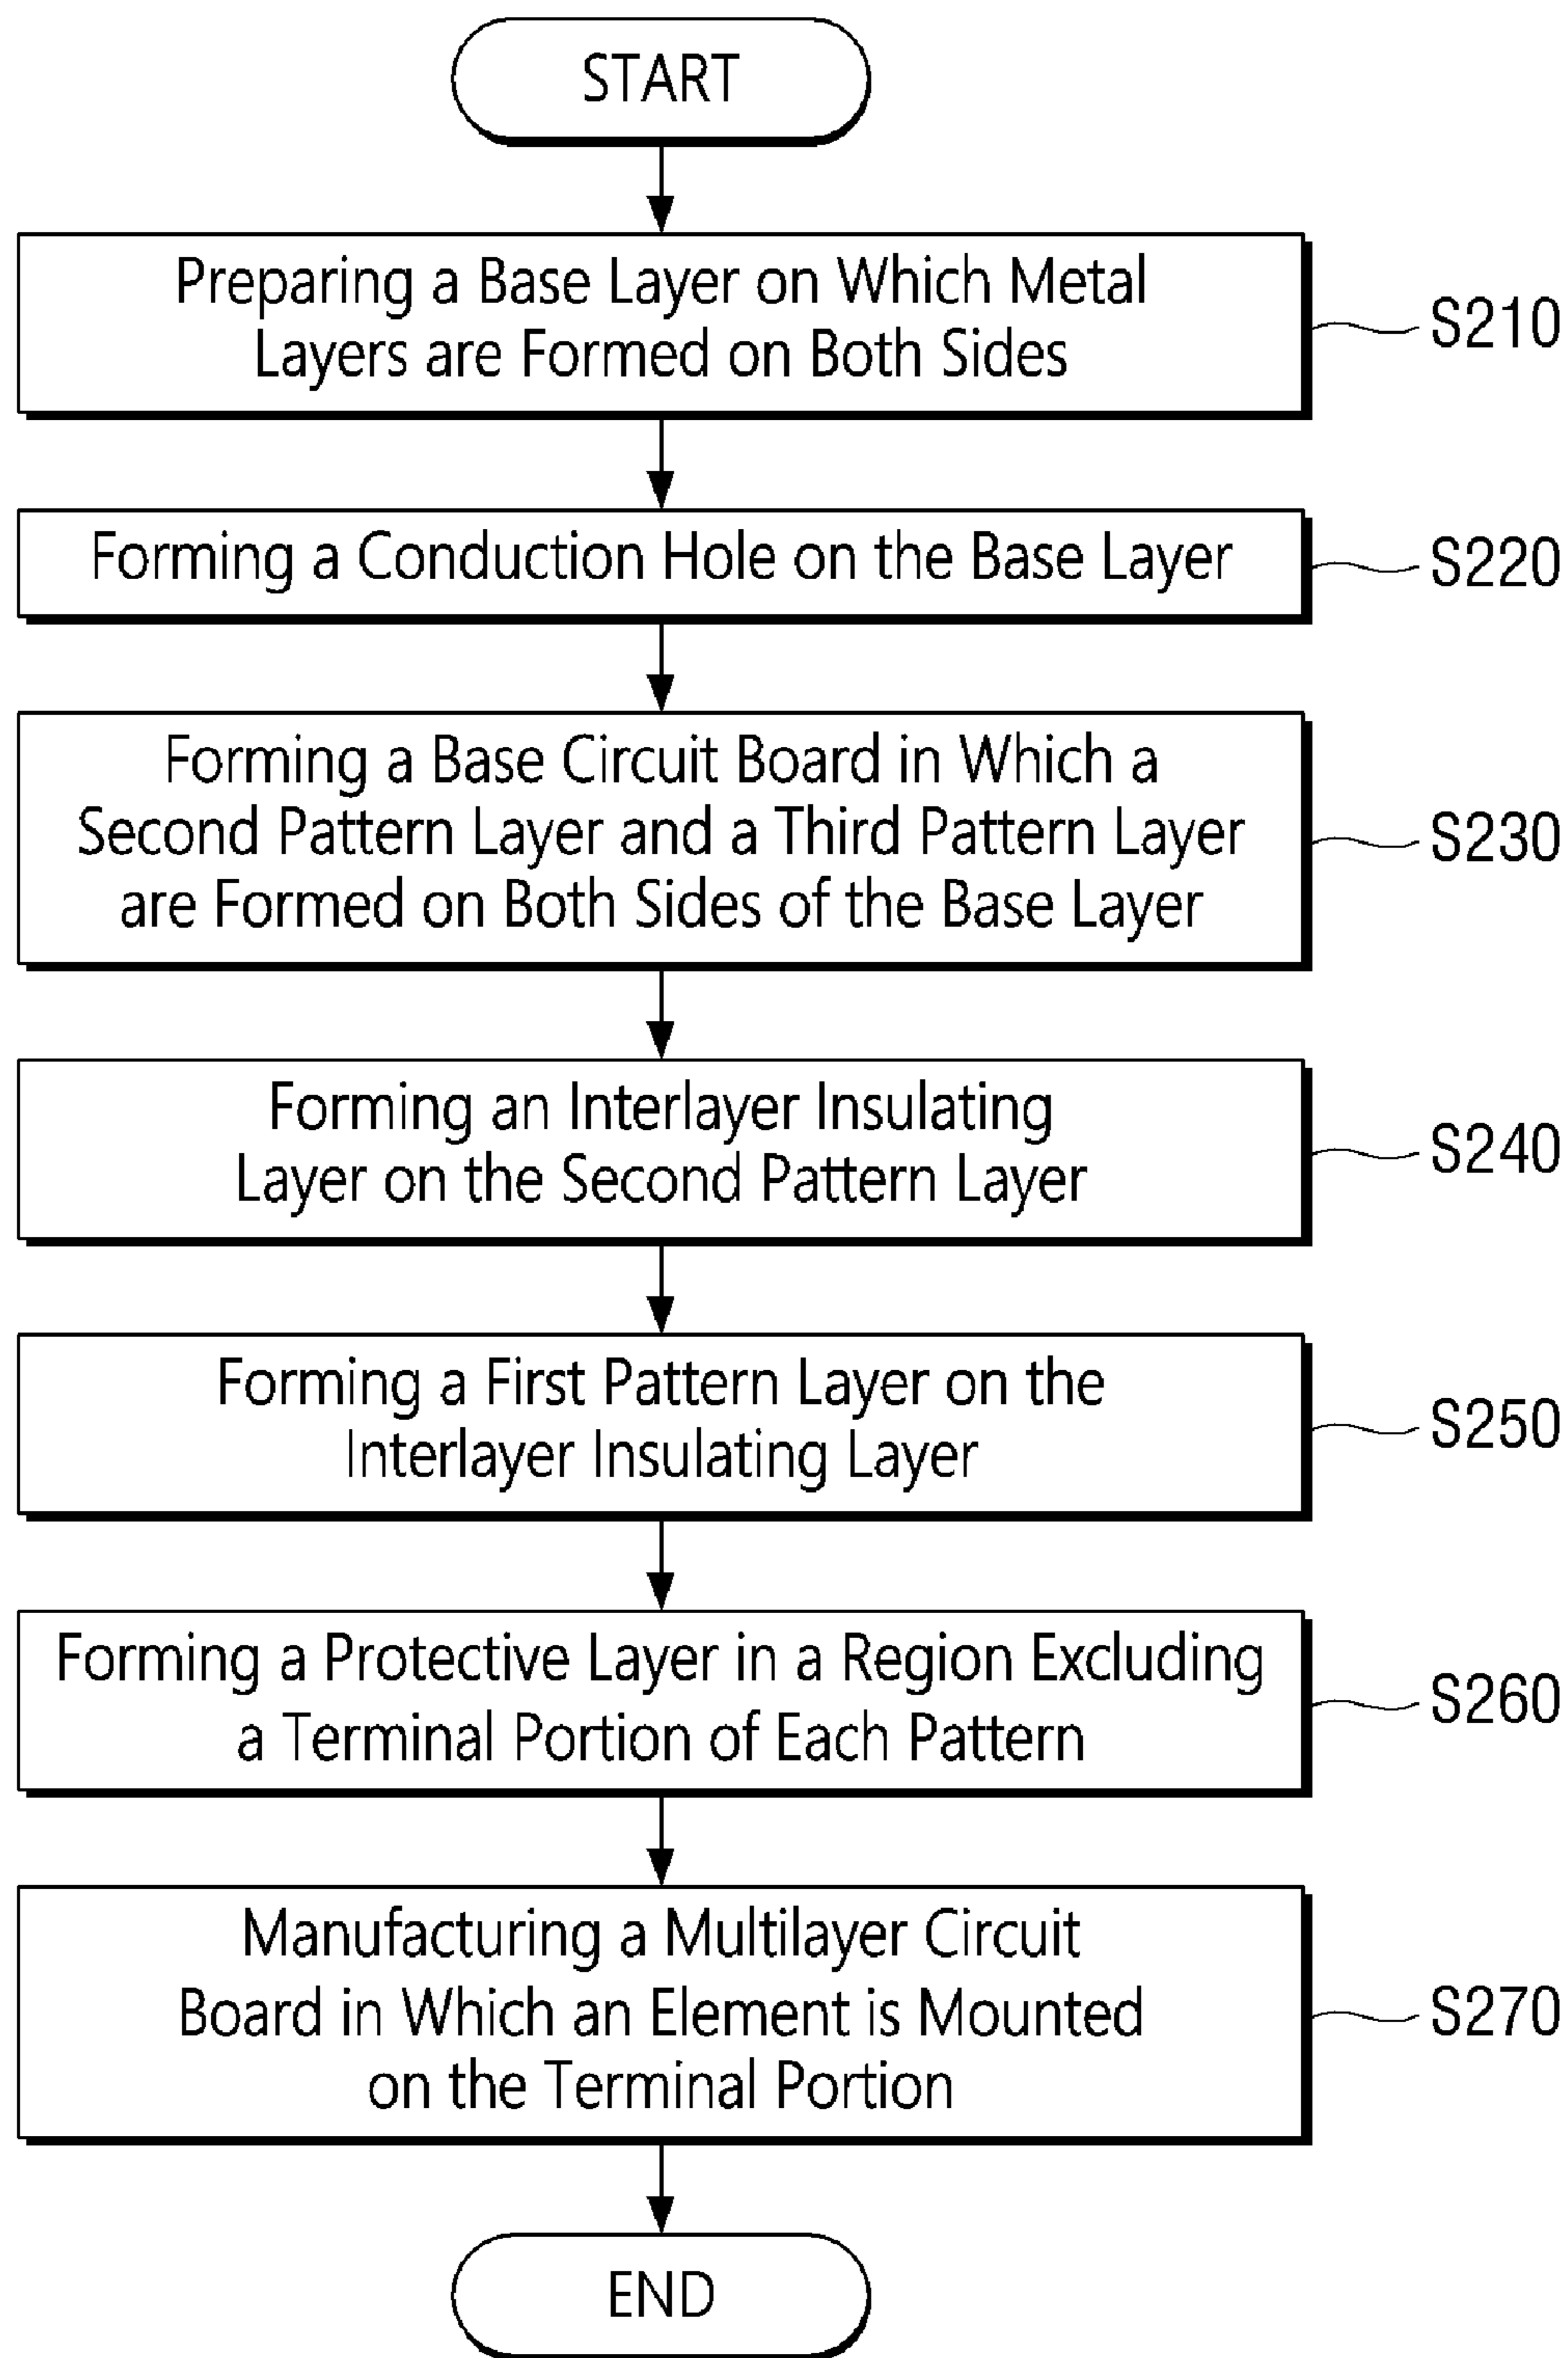 START
Preparing a Base Layer on Which Metal
Layers are Formed on Both Sides
S210
Forming a Conduction Hole on the Base Layer
S220
Forming a Base Circuit Board in Which a
Second Pattern Layer and a Third Pattern Layer
are Formed on Both Sides of the Base Layer
S230
Forming an Interlayer Insulating
Layer on the Second Pattern Layer
S240
Forming a First Pattern Layer on the
Interlayer Insulating Layer
S250
Forming a Protective Layer in a Region Excluding
a Terminal Portion of Each Pattern
S260
Manufacturing a Multilayer Circuit
Board in Which an Element is Mounted
on the Terminal Portion
S270
END